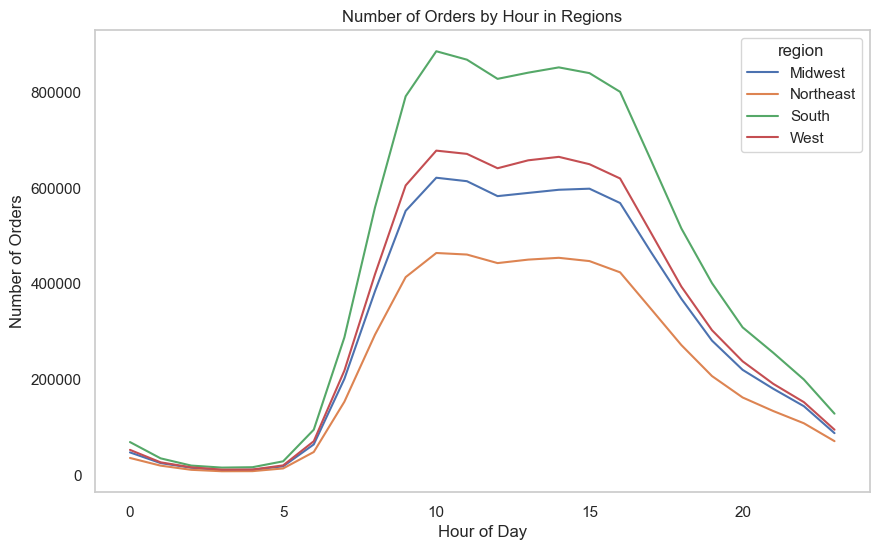 Number of Orders by Hour in Regions
region
Midwest
Northeast
South
West
Number of Orders
800000
600000
400000
200000
0
0 5 10 15 20
Hour of Day